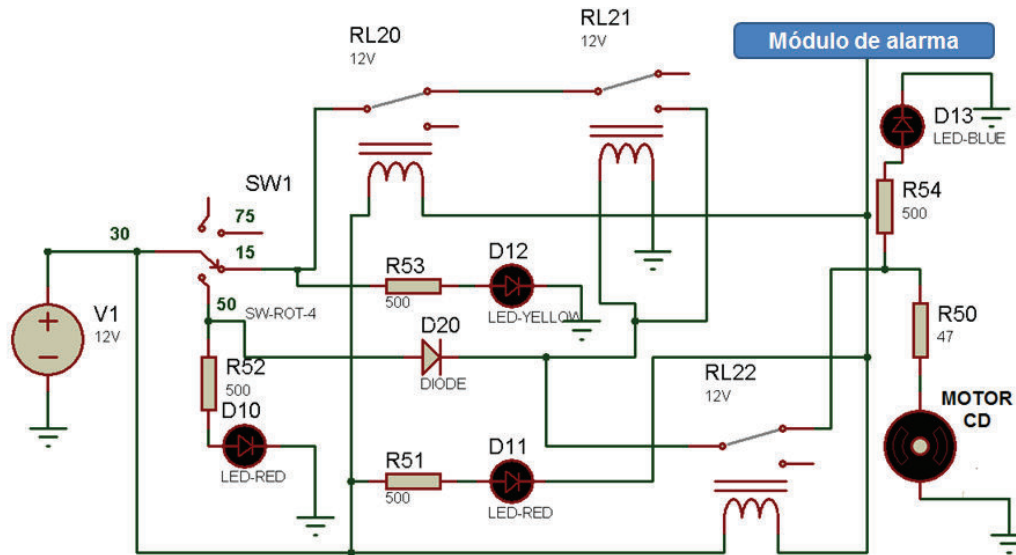 RL20
12V
RL21
12V
Módulo de alarma
D13
LED-BLUE
R54
500
SW1
75
30
15
50
SW-ROT-4
R53
500
D12
LED-YELLOW
V1
12V
D20
DIODE
R52
500
D10
LED-RED
R50
47
RL22
12V
MOTOR
CD
R51
500
D11
LED-RED